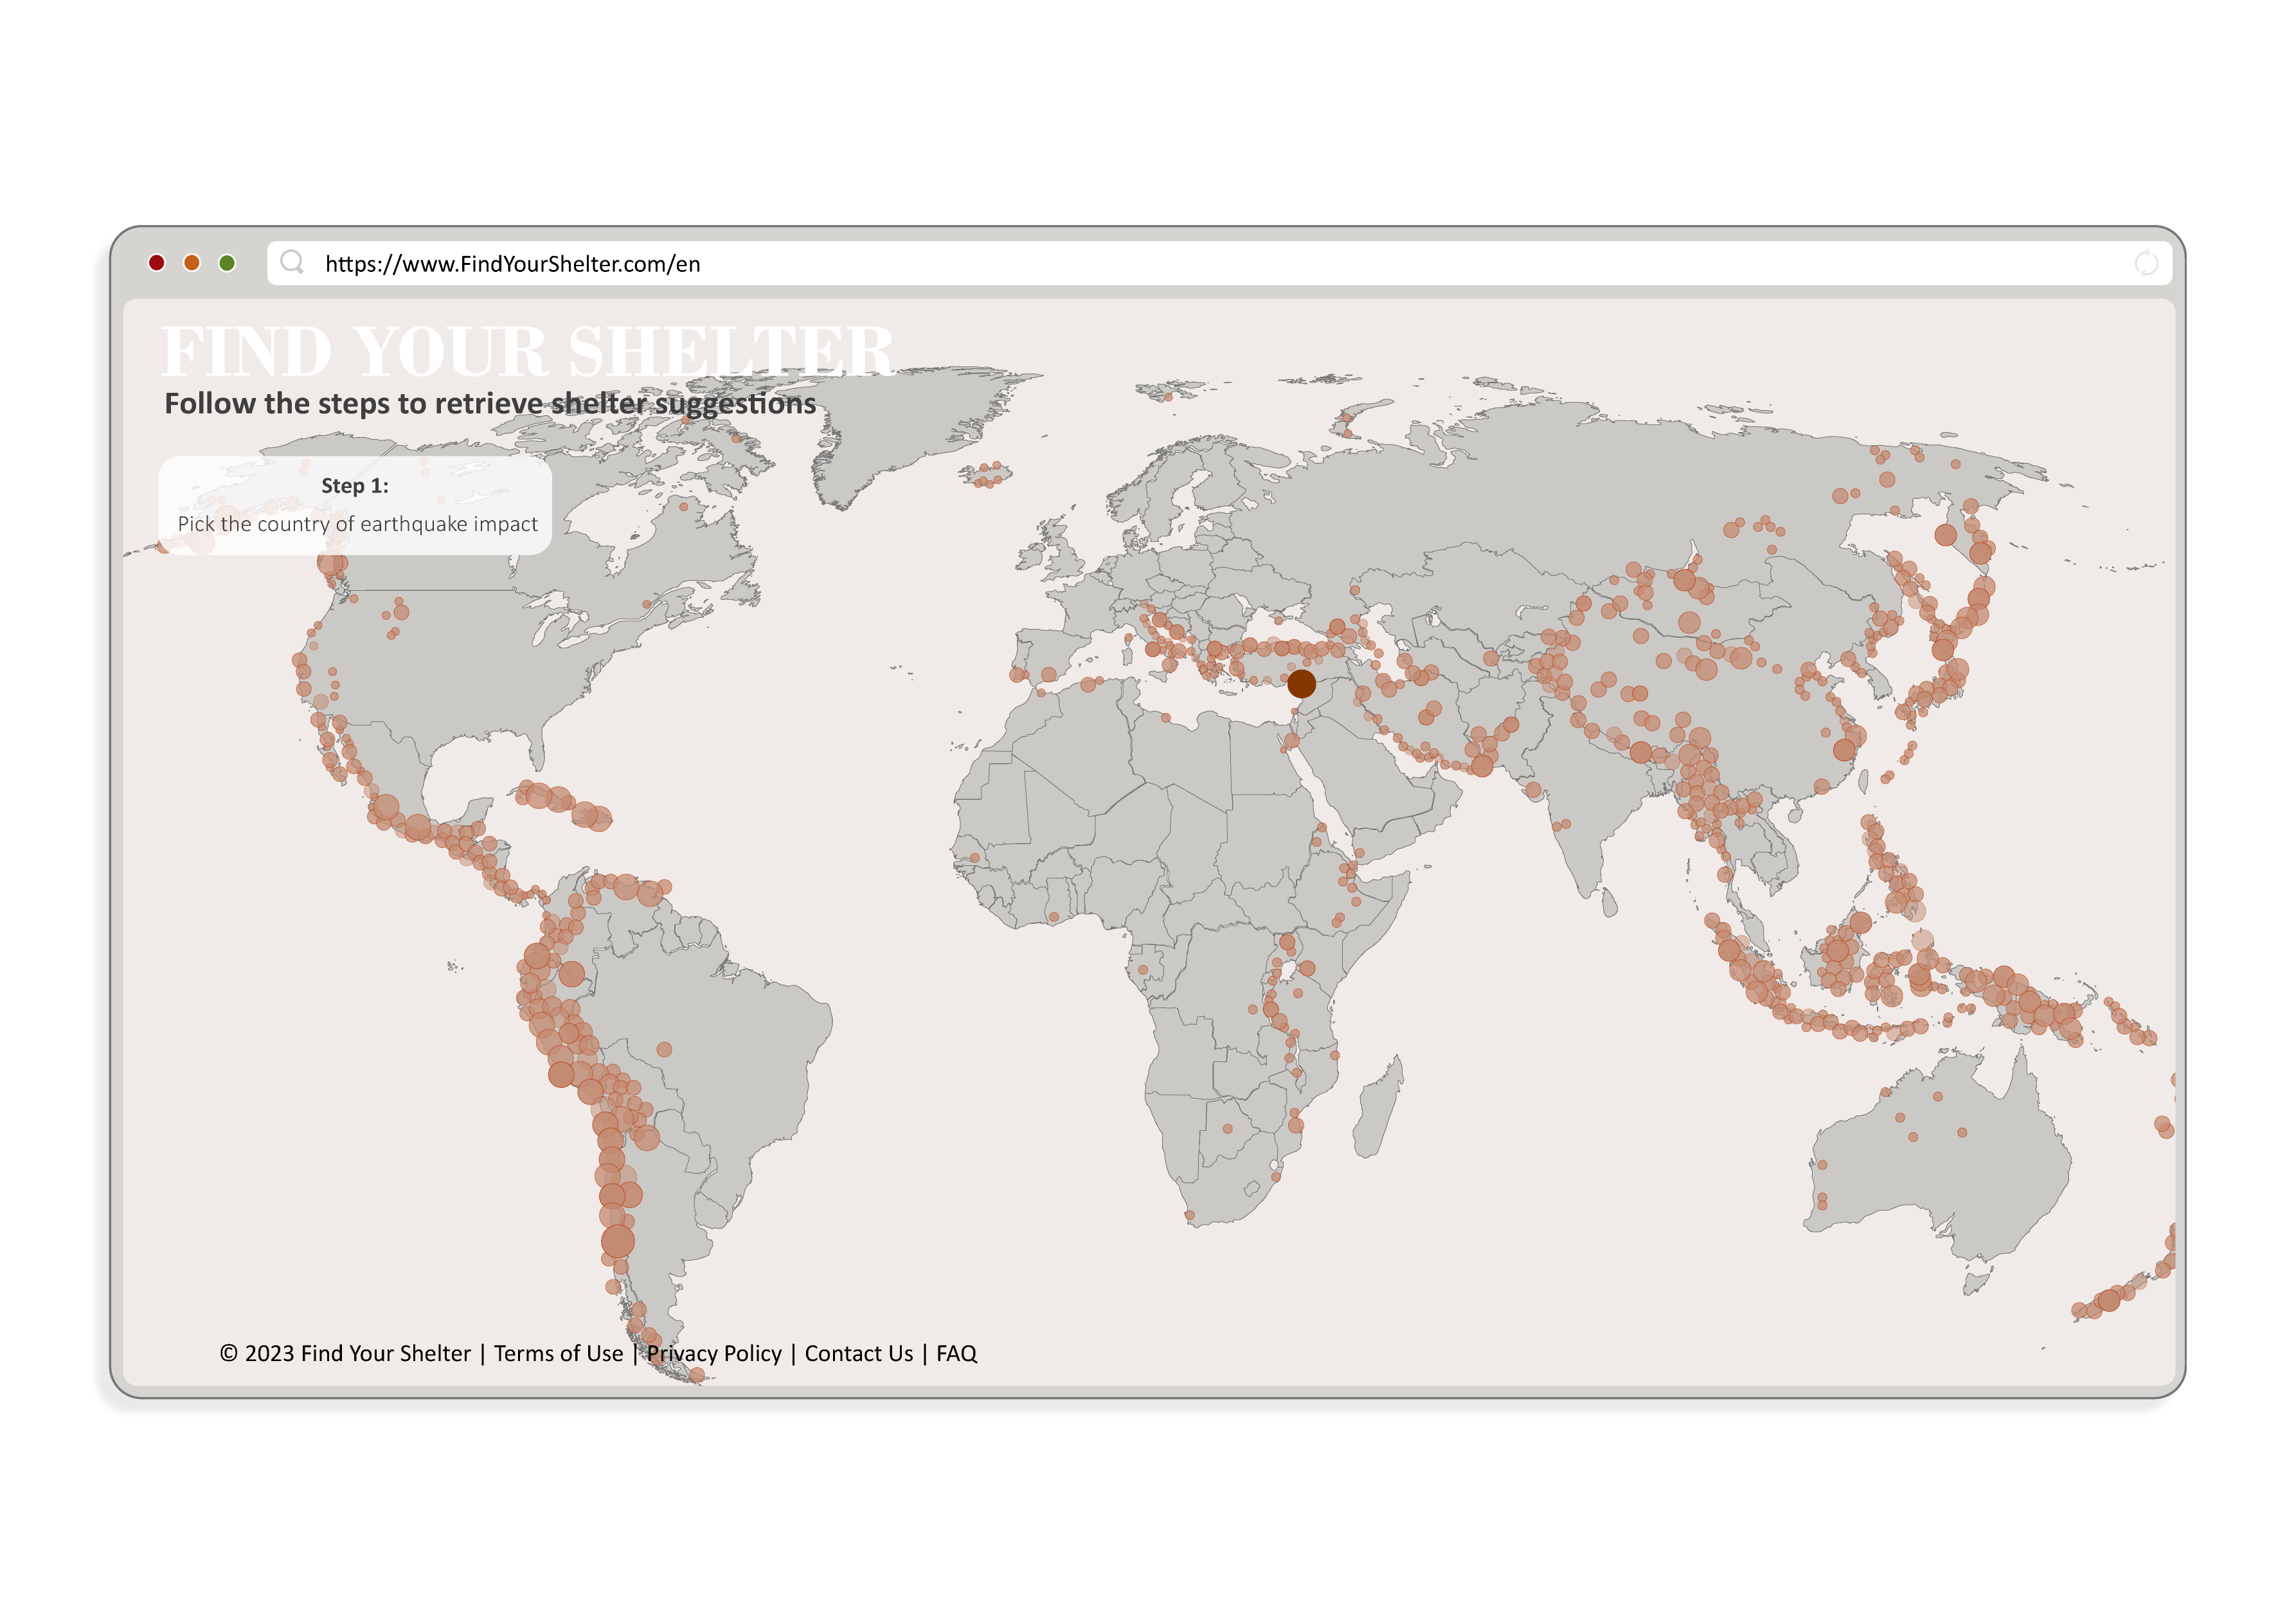 https://www.FindYourShelter.com/en
FIND YOUR SHELTER
Follow the steps to retrieve shelter suggestions
Step 1:
Pick the country of earthquake impact
© 2023 Find Your Shelter | Terms of Use | Privacy Policy | Contact Us | FAQ